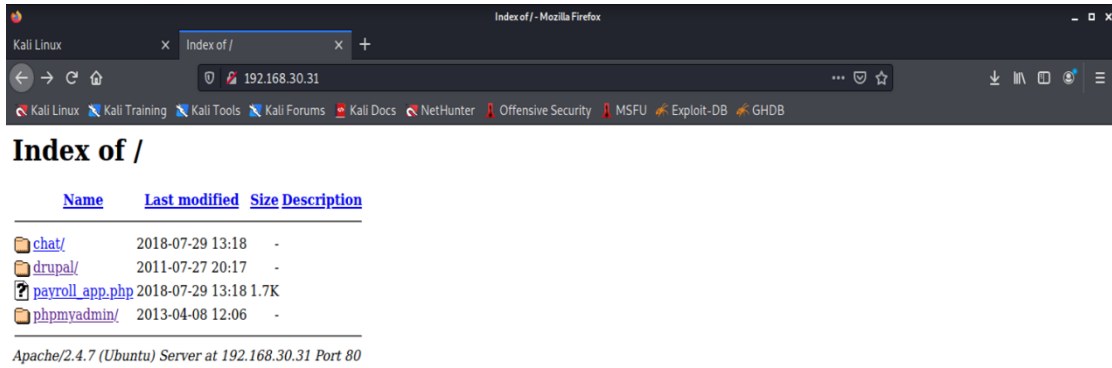 Index of / - Mozilla Firefox
Kali Linux
Index of /
192.168.30.31
Kali Linux Kali Training Kali Tools Kali Forums Kali Docs NetHunter Offensive Security MSFU Exploit-DB GHDB
Index of /
Name Last modified Size Description
chat/ 2018-07-29 13:18 -
drupal/ 2011-07-27 20:17 -
payroll_app.php 2018-07-29 13:18 1.7K
phpmyadmin/ 2013-04-08 12:06 -
Apache/2.4.7 (Ubuntu) Server at 192.168.30.31 Port 80